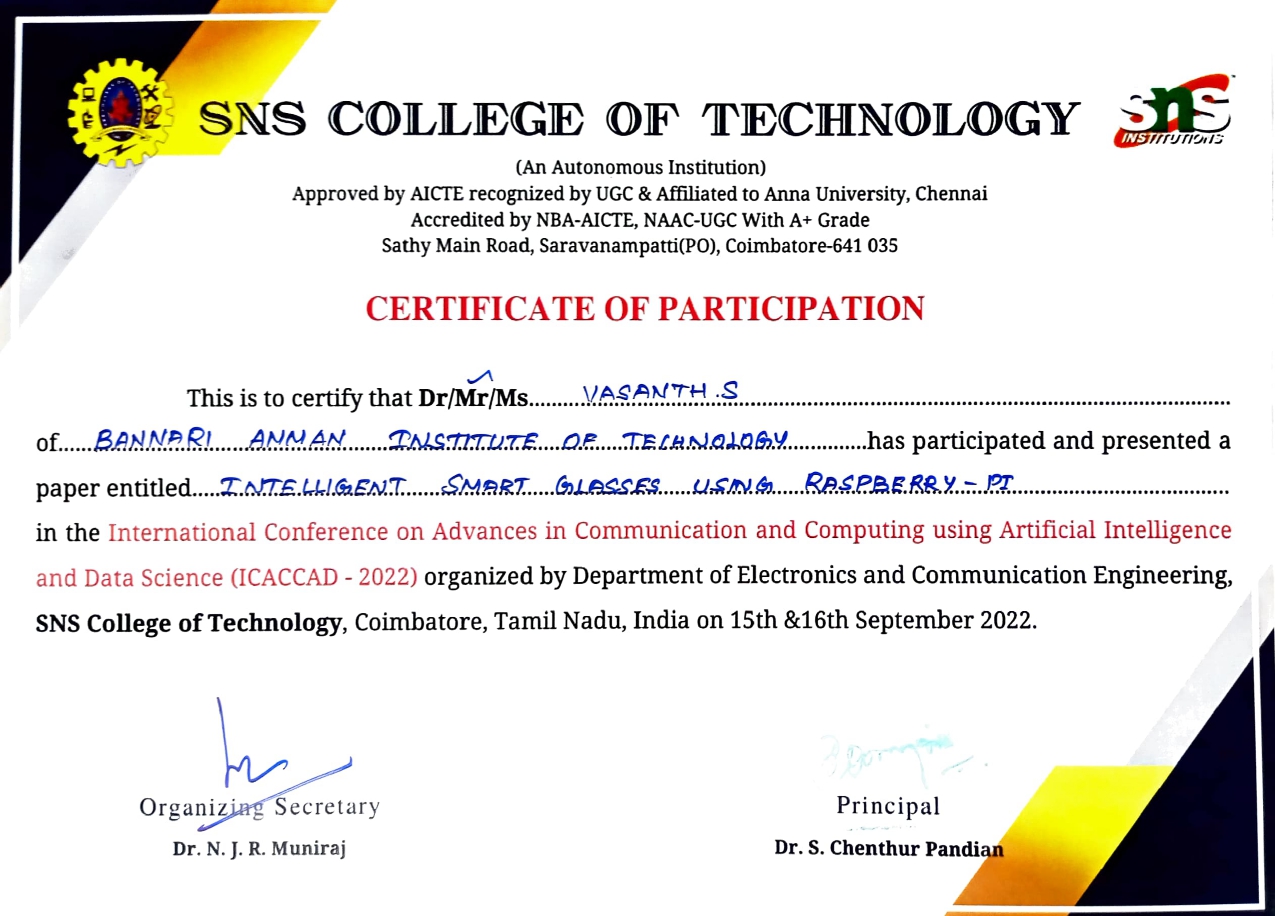 SNS COLLEGE OF TECHNOLOGY
sns
INSTITUTIONS
(An Autonomous Institution)
Approved by AICTE recognized by UGC & Affiliated to Anna University, Chennai
Accredited by NBA-AICTE, NAAC-UGC With A+ Grade
Sathy Main Road, Saravanampatti(PO), Coimbatore-641 035
CERTIFICATE OF PARTICIPATION
This is to certify that Dr/Mr/Ms......VASANTH.S......
of......BANNARI AMMAN INSTITUTE OF TECHNOLOGY......has participated and presented a
paper entitled......INTELLIGENT SMART GLASSES USING RASPBERRY-PI......
in the International Conference on Advances in Communication and Computing using Artificial Intelligence
and Data Science (ICACCAD - 2022) organized by Department of Electronics and Communication Engineering,
SNS College of Technology, Coimbatore, Tamil Nadu, India on 15th &16th September 2022.
Organizing Secretary
Dr. N. J. R. Muniraj
Principal
Dr. S. Chenthur Pandian